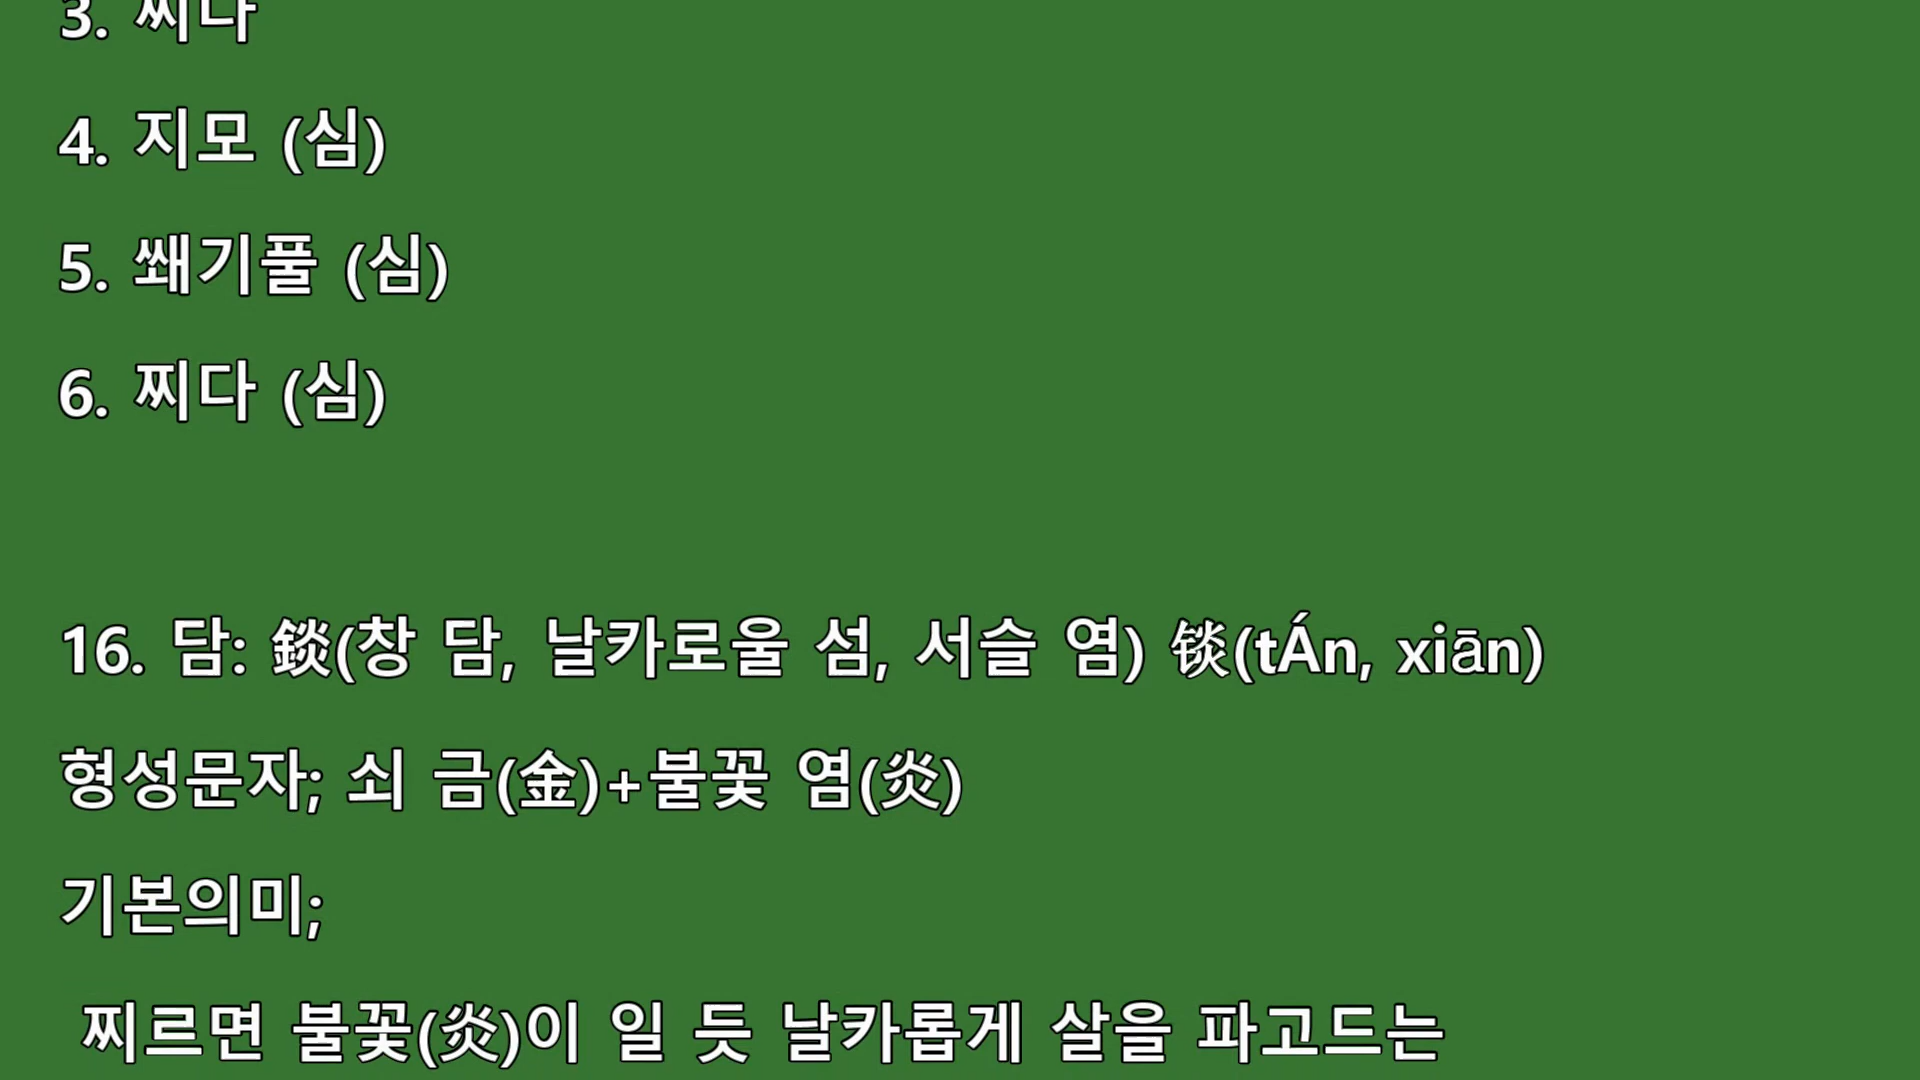 3. 찌다
4. 지모 (심)
5. 쐐기풀 (심)
6. 찌다 (심)
16. 담: 錟(창 담, 날카로울 섬, 서슬 염) 锬(tÁn, xiān)
형성문자; 쇠 금(金)+불꽃 염(炎)
기본의미;
찌르면 불꽃(炎)이 일 듯 날카롭게 살을 파고드는